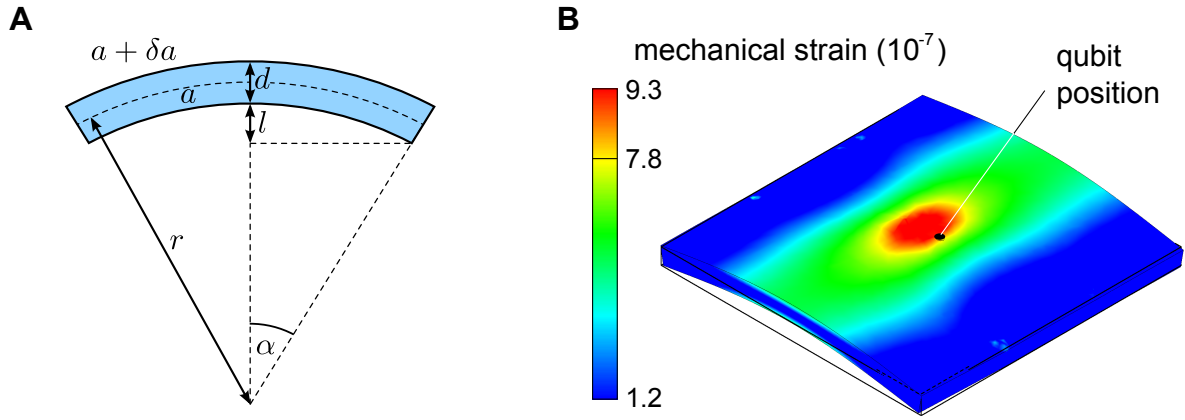 A
a + δa
d
a
l
r
α
B
mechanical strain (10⁻⁷)
qubit
position
9.3
7.8
1.2